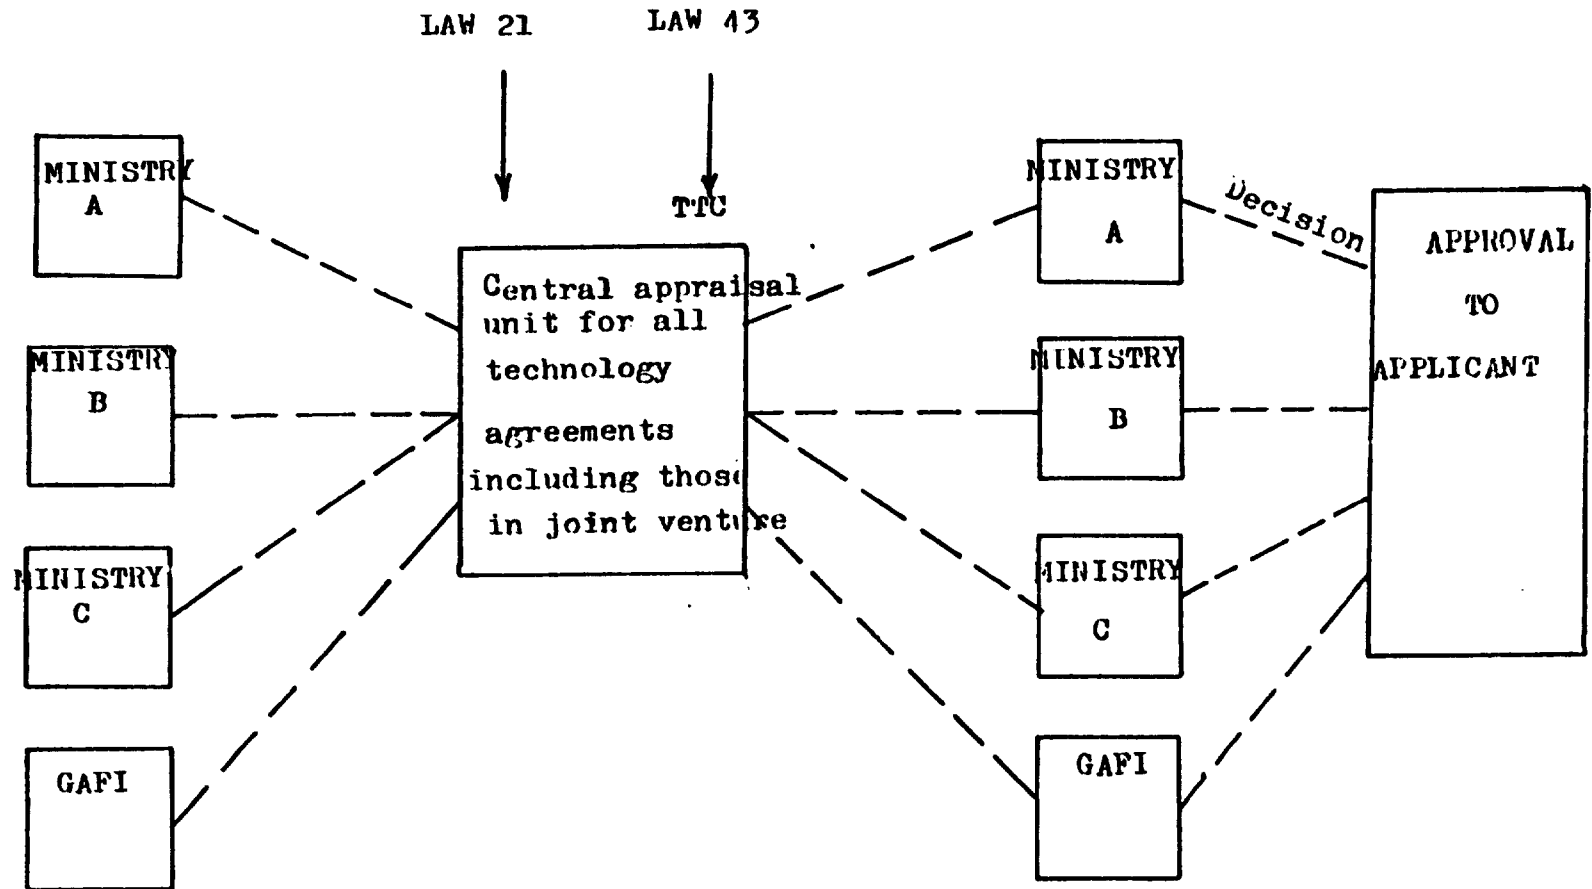 LAW 21
LAW 43
MINISTRY
A
MINISTRY
B
MINISTRY
C
GAFI
TTC
Central appraisal
unit for all
technology
agreements
including those
in joint venture
MINISTRY
A
MINISTRY
B
MINISTRY
C
GAFI
Decision
APPROVAL
TO
APPLICANT